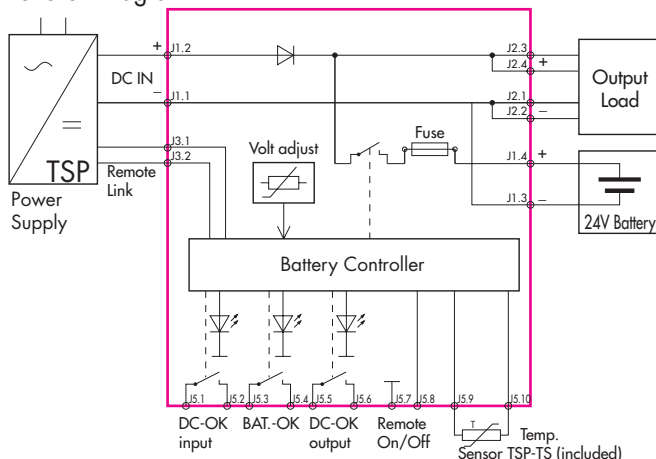 J1.2
+
DC IN
J1.1
−
J3.1
J3.2
TSP
Remote
Link
Power
Supply
Volt adjust
Fuse
J2.3
J2.4
+
J2.1
J2.2
−
Output
Load
J1.4
+
J1.3
−
24V Battery
Battery Controller
J5.1
J5.2
J5.3
J5.4
J5.5
J5.6
J5.7
J5.8
J5.9
J5.10
DC-OK
input
BAT.-OK
DC-OK
output
Remote
On/Off
T
Temp.
Sensor TSP-TS (included)